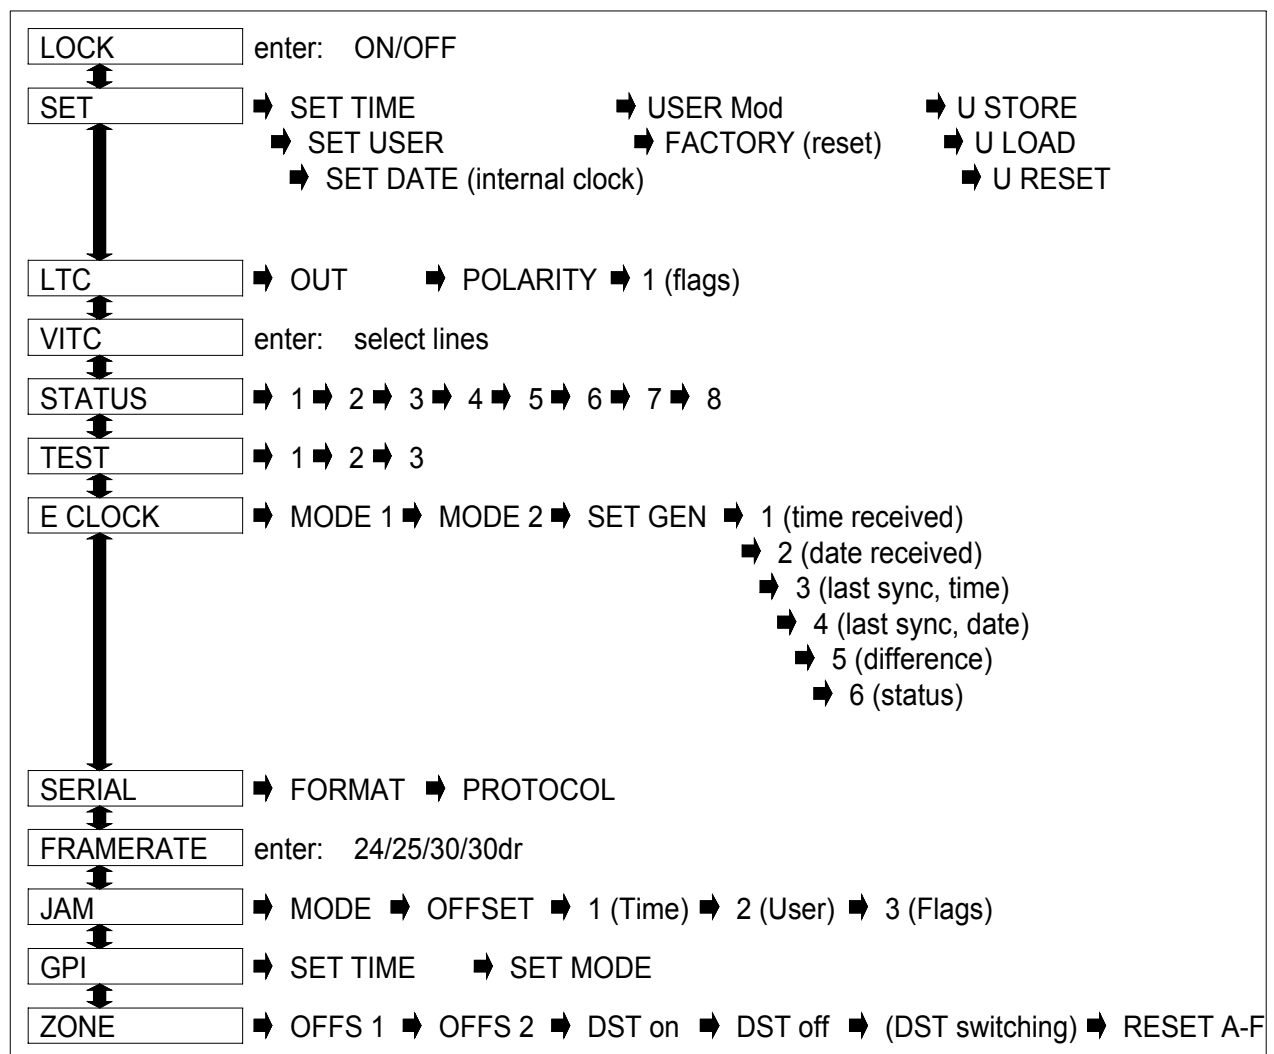 LOCK enter: ON/OFF
SET SET TIME USER Mod U STORE
SET USER FACTORY (reset) U LOAD
SET DATE (internal clock) U RESET
LTC OUT POLARITY 1 (flags)
VITC enter: select lines
STATUS 1 2 3 4 5 6 7 8
TEST 1 2 3
E CLOCK MODE 1 MODE 2 SET GEN 1 (time received)
2 (date received)
3 (last sync, time)
4 (last sync, date)
5 (difference)
6 (status)
SERIAL FORMAT PROTOCOL
FRAMERATE enter: 24/25/30/30dr
JAM MODE OFFSET 1 (Time) 2 (User) 3 (Flags)
GPI SET TIME SET MODE
ZONE OFFS 1 OFFS 2 DST on DST off (DST switching) RESET A-F